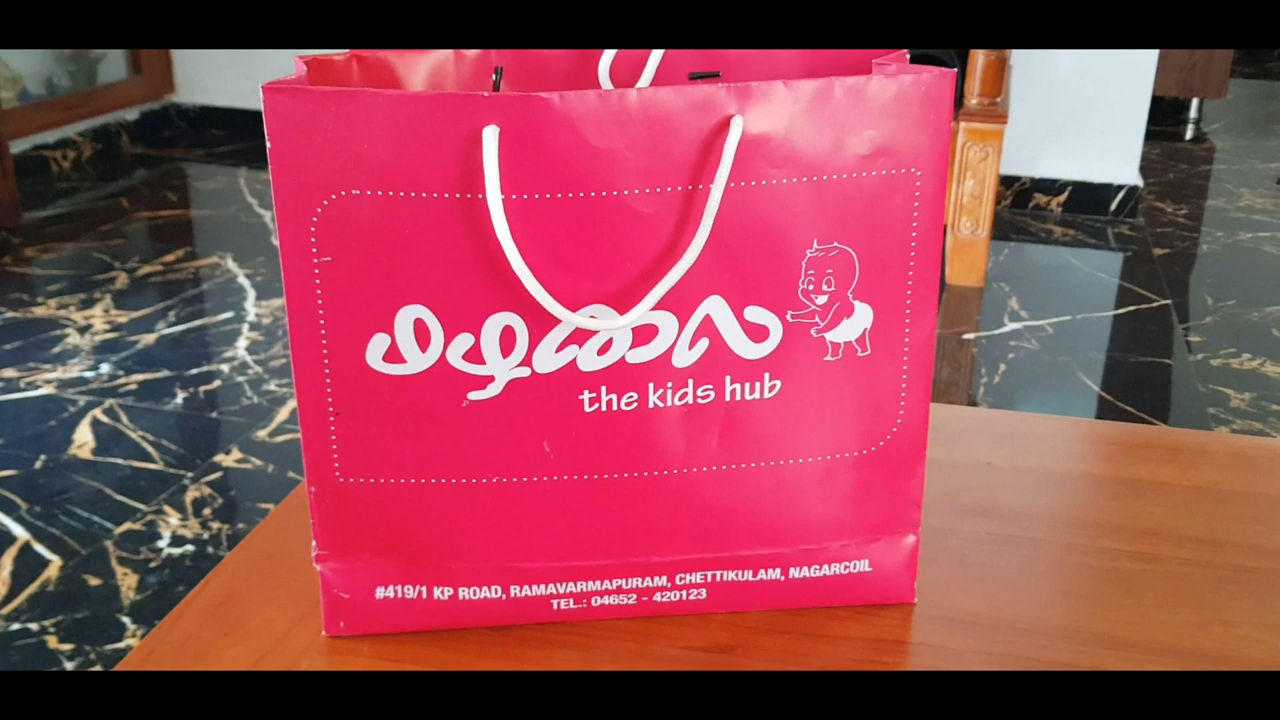 மழலை
the kids hub
#419/1 KP ROAD, RAMAVARMAPURAM, CHETTIKULAM, NAGARCOIL
TEL.: 04652 - 420123